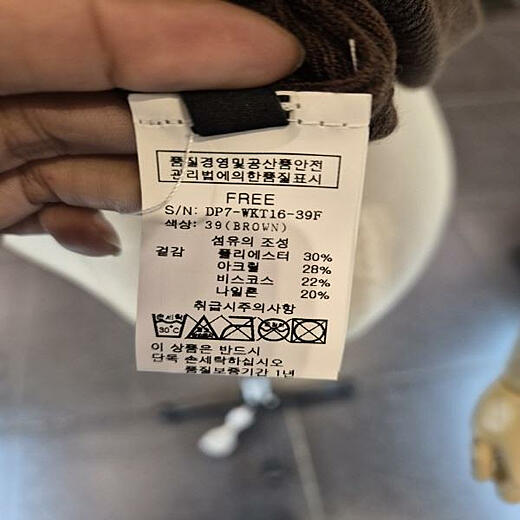 품질경영및공산품안전
관리법에의한품질표시
FREE
S/N: DP7-WKT16-39F
색상: 39(BROWN)
섬유의 조성
겉감 폴리에스터 30%
아크릴 28%
비스코스 22%
나일론 20%
취급시주의사항
30°C
이 상품은 반드시
단독 손세탁하십시오
품질보증기간 1년